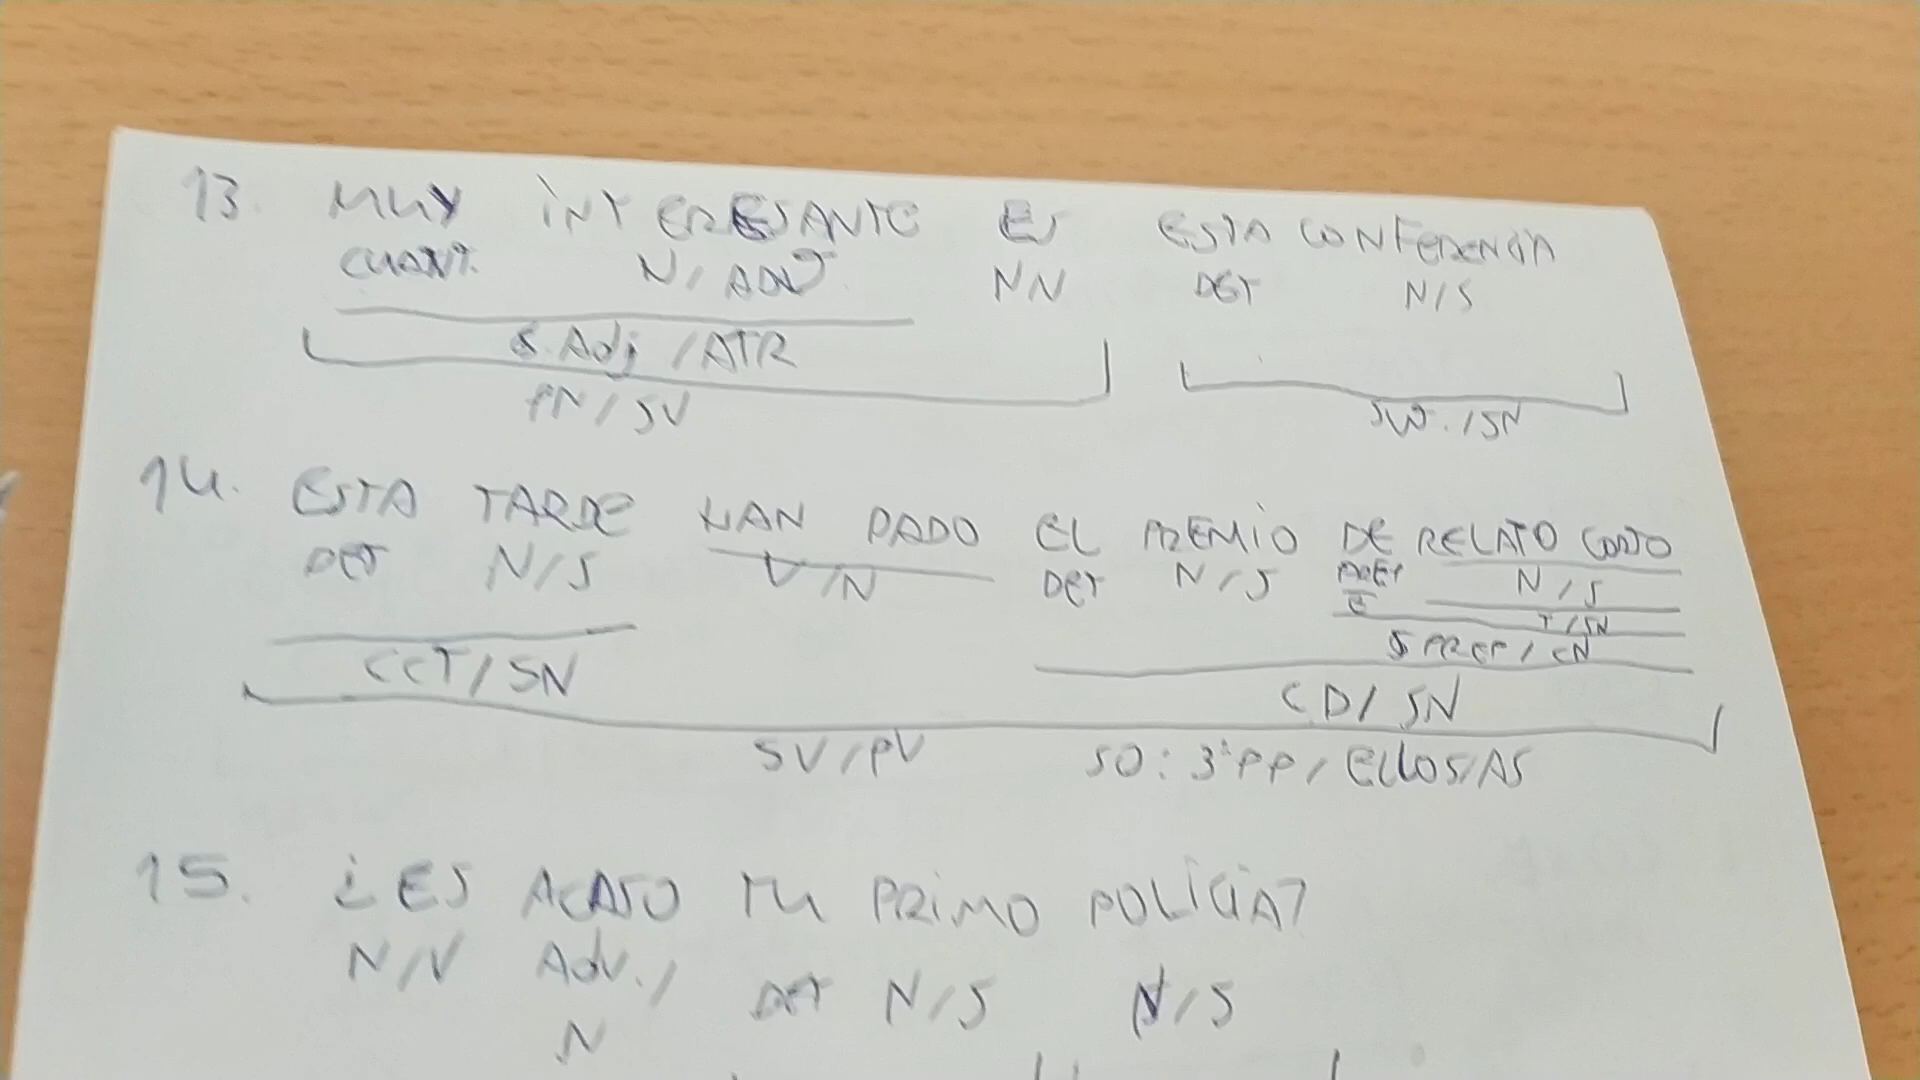 13. MUY INTERESANTE ES ESTA CONFERENCIA
CUANT. N/ADJ. N/V DET N/S
S.Adj/ATR
PN/SV SUJ./SN
14. ESTA TARDE HAN DADO EL PREMIO DE RELATO CORTO
DET N/S V/N DET N/S PREP N/S
E T/SN
S PREP/CN
CCT/SN CD/SN
SV/PV SO: 3ªPP/ELLOS/AS
15. ¿ES ACASO TU PRIMO POLICÍA?
N/V Adv./ DET N/S N/S
N